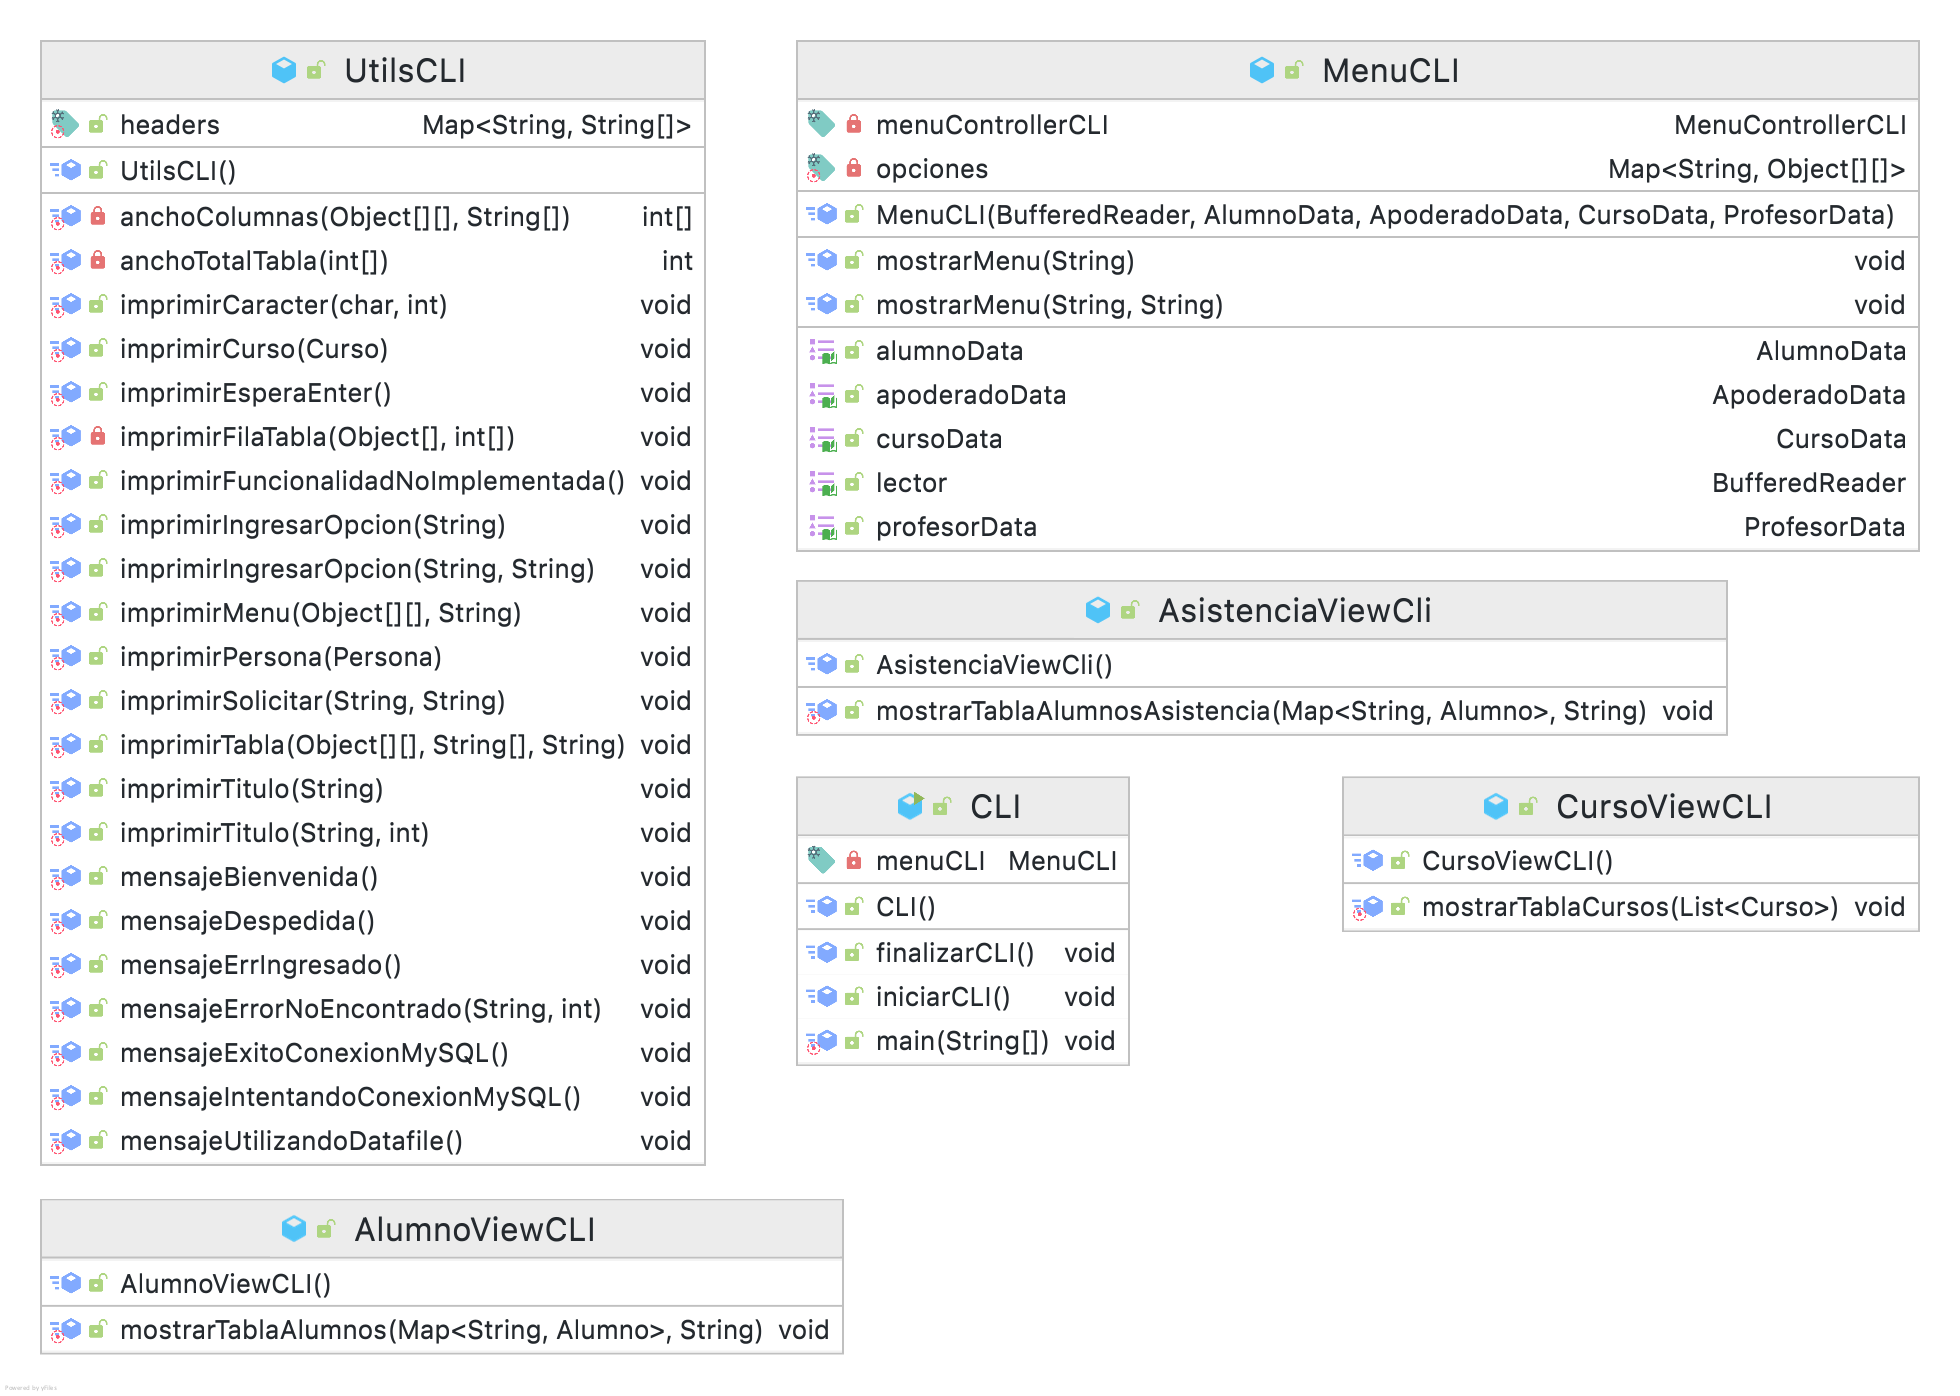 UtilsCLI
headers Map<String, String[]>
UtilsCLI()
anchoColumnas(Object[][], String[]) int[]
anchoTotalTabla(int[]) int
imprimirCaracter(char, int) void
imprimirCurso(Curso) void
imprimirEsperaEnter() void
imprimirFilaTabla(Object[], int[]) void
imprimirFuncionalidadNoImplementada() void
imprimirIngresarOpcion(String) void
imprimirIngresarOpcion(String, String) void
imprimirMenu(Object[][], String) void
imprimirPersona(Persona) void
imprimirSolicitar(String, String) void
imprimirTabla(Object[][], String[], String) void
imprimirTitulo(String) void
imprimirTitulo(String, int) void
mensajeBienvenida() void
mensajeDespedida() void
mensajeErrIngresado() void
mensajeErrorNoEncontrado(String, int) void
mensajeExitoConexionMySQL() void
mensajeIntentandoConexionMySQL() void
mensajeUtilizandoDatafile() void
MenuCLI
menuControllerCLI MenuControllerCLI
opciones Map<String, Object[][]>
MenuCLI(BufferedReader, AlumnoData, ApoderadoData, CursoData, ProfesorData)
mostrarMenu(String) void
mostrarMenu(String, String) void
alumnoData AlumnoData
apoderadoData ApoderadoData
cursoData CursoData
lector BufferedReader
profesorData ProfesorData
AsistenciaViewCli
AsistenciaViewCli()
mostrarTablaAlumnosAsistencia(Map<String, Alumno>, String) void
CLI
menuCLI MenuCLI
CLI()
finalizarCLI() void
iniciarCLI() void
main(String[]) void
CursoViewCLI
CursoViewCLI()
mostrarTablaCursos(List<Curso>) void
AlumnoViewCLI
AlumnoViewCLI()
mostrarTablaAlumnos(Map<String, Alumno>, String) void
Powered by yFiles